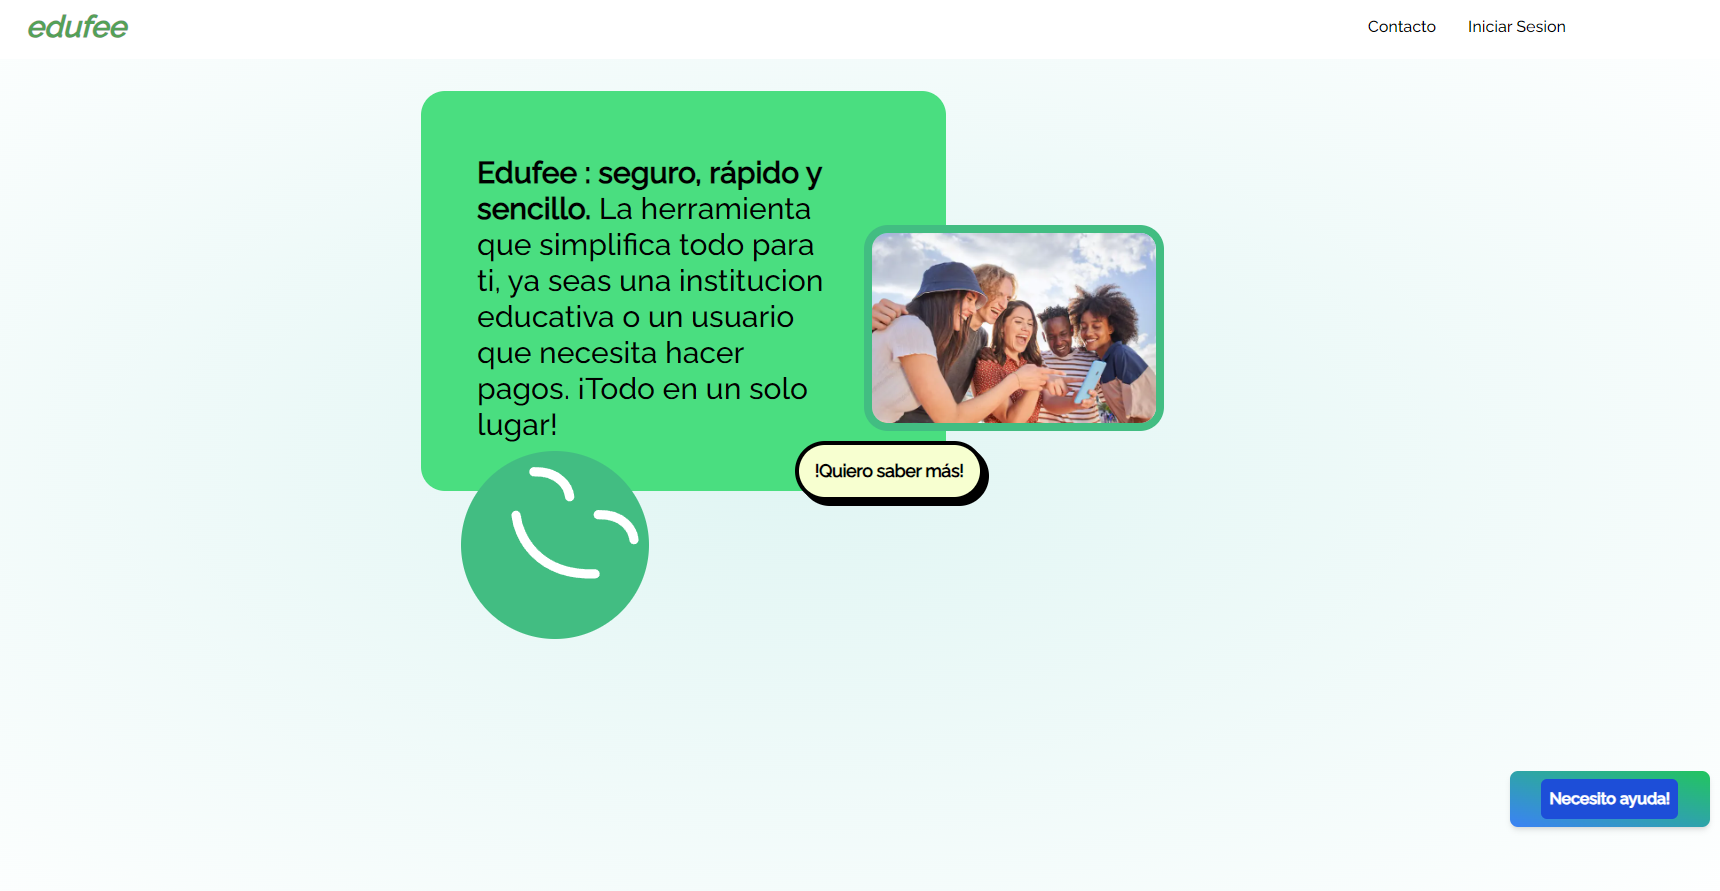 edufee
Contacto
Iniciar Sesion
Edufee : seguro, rápido y
sencillo. La herramienta
que simplifica todo para
ti, ya seas una institucion
educativa o un usuario
que necesita hacer
pagos. ¡Todo en un solo
lugar!
!Quiero saber más!
Necesito ayuda!